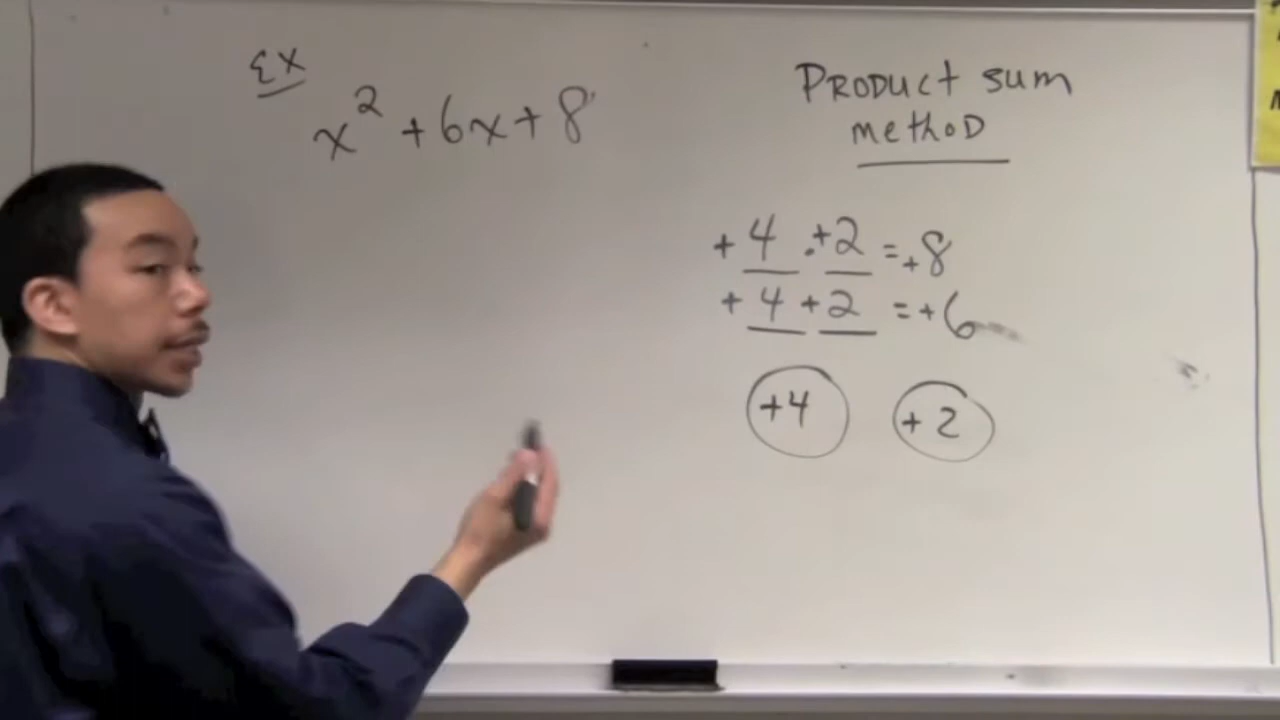 Ex
x² + 6x + 8
PRODUCT SUM
METHOD
+ 4 · +2 = +8
+ 4 + 2 = +6
+4 +2